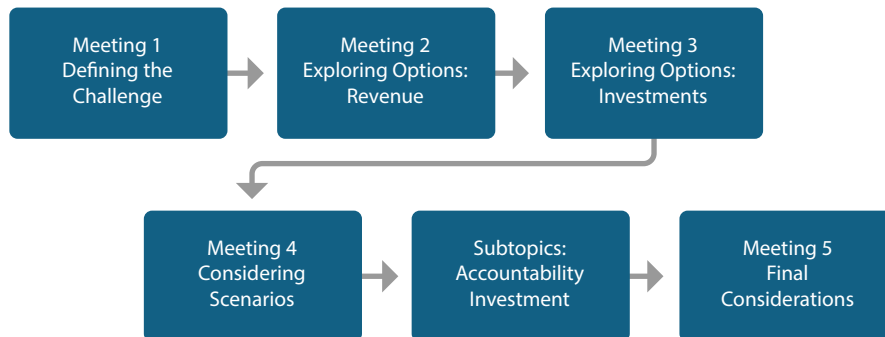 Meeting 1
Defining the
Challenge
Meeting 2
Exploring Options:
Revenue
Meeting 3
Exploring Options:
Investments
Meeting 4
Considering
Scenarios
Subtopics:
Accountability
Investment
Meeting 5
Final
Considerations